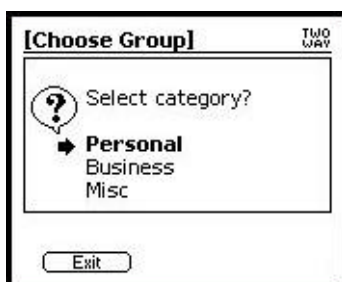 [Choose Group]
TWO
WAY
?
Select category?
Personal
Business
Misc
Exit